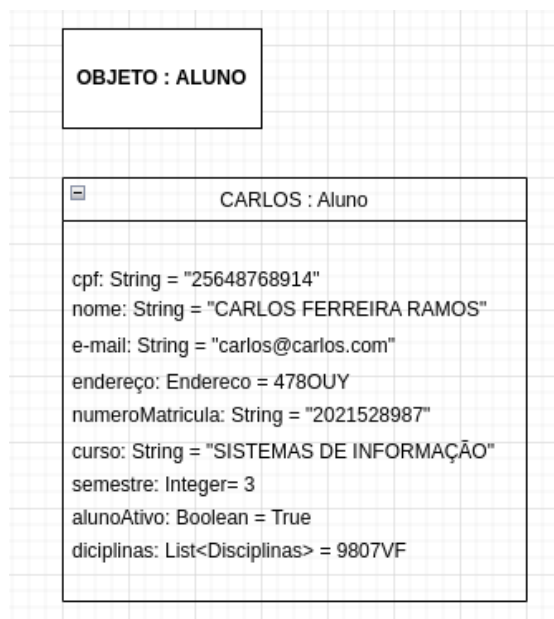 OBJETO : ALUNO
CARLOS : Aluno
cpf: String = "25648768914"
nome: String = "CARLOS FERREIRA RAMOS"
e-mail: String = "carlos@carlos.com"
endereço: Endereco = 478OUY
numeroMatricula: String = "2021528987"
curso: String = "SISTEMAS DE INFORMAÇÃO"
semestre: Integer= 3
alunoAtivo: Boolean = True
diciplinas: List<Disciplinas> = 9807VF